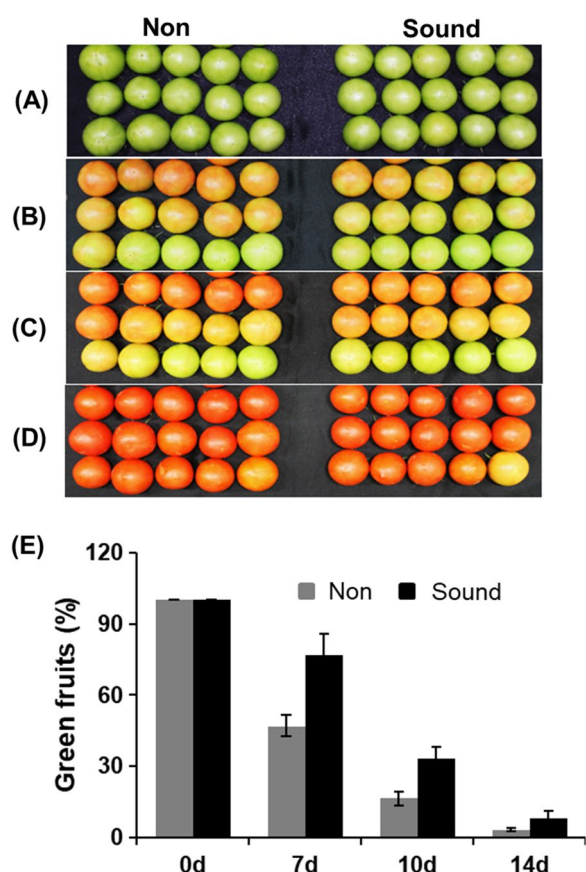 Non Sound
(A)
(B)
(C)
(D)
(E)
120
90
60
30
0
Green fruits (%)
Non Sound
0d 7d 10d 14d